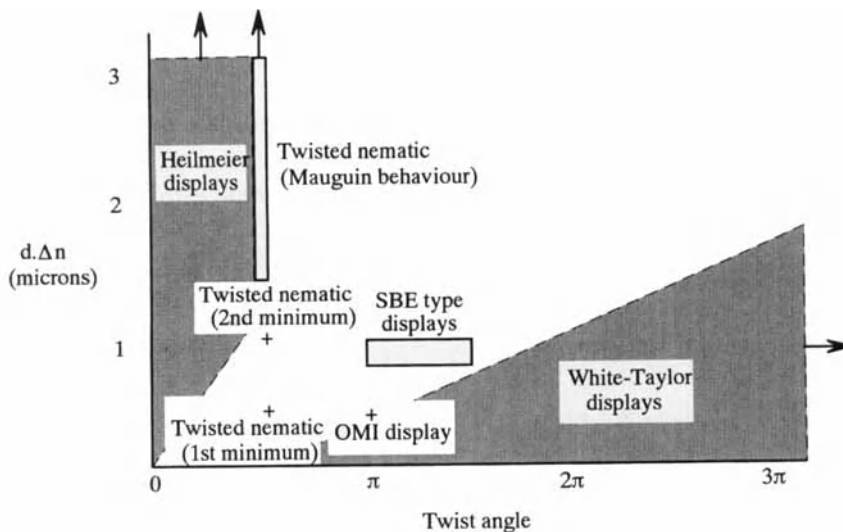 3
Heilmeier
displays
Twisted nematic
(Mauguin behaviour)
2
d.Δn
(microns)
Twisted nematic
(2nd minimum)
SBE type
displays
1
White-Taylor
displays
Twisted nematic
(1st minimum)
OMI display
0
π
2π
3π
Twist angle